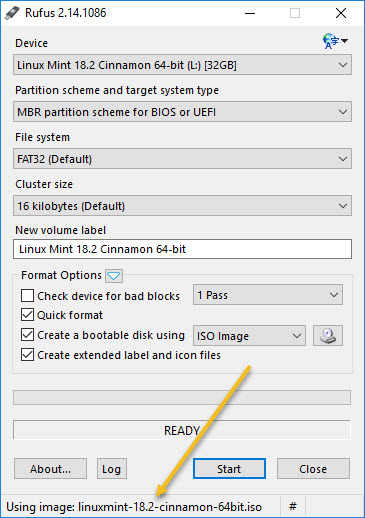 Rufus 2.14.1086
Device
Linux Mint 18.2 Cinnamon 64-bit (L:) [32GB]
Partition scheme and target system type
MBR partition scheme for BIOS or UEFI
File system
FAT32 (Default)
Cluster size
16 kilobytes (Default)
New volume label
Linux Mint 18.2 Cinnamon 64-bit
Format Options
Check device for bad blocks 1 Pass
Quick format
Create a bootable disk using ISO Image
Create extended label and icon files
READY
About... Log Start Close
Using image: linuxmint-18.2-cinnamon-64bit.iso #